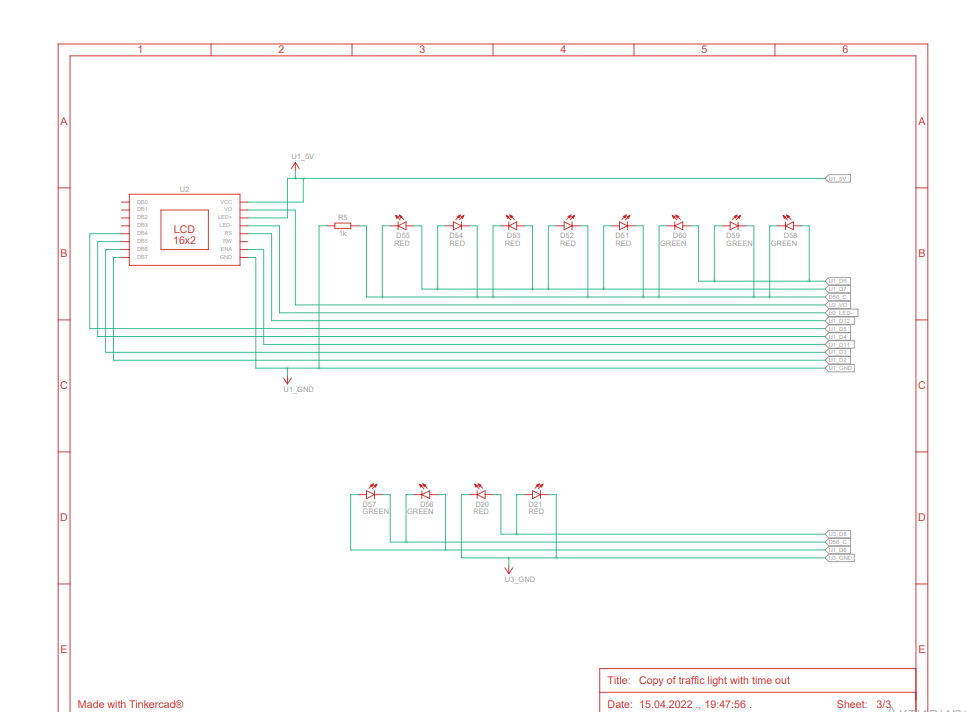 1 2 3 4 5 6
A A
U1_5V
U1_5V
U2
DB0 VCC
DB1 VO
DB2 LED+
DB3 LED-
DB4 RS
DB5 RW
DB6 ENA
DB7 GND
LCD
16x2
R5
1k
D55 D54 D53 D52 D51 D60 D59 D58
RED RED RED RED RED GREEN GREEN GREEN
B B
U1_D6
U1_D7
D56_C
U2_VO
U2_LED-
U1_D12
U1_D5
U1_D4
U1_D11
U1_D3
U1_D2
U1_GND
C C
U1_GND
D57 D56 D20 D21
GREEN GREEN RED RED
D D
U3_D8
D56_C
U1_D8
U3_GND
U3_GND
E E
Title: Copy of traffic light with time out
Made with Tinkercad®
Date: 15.04.2022 ., 19:47:56 .
Sheet: 3/3